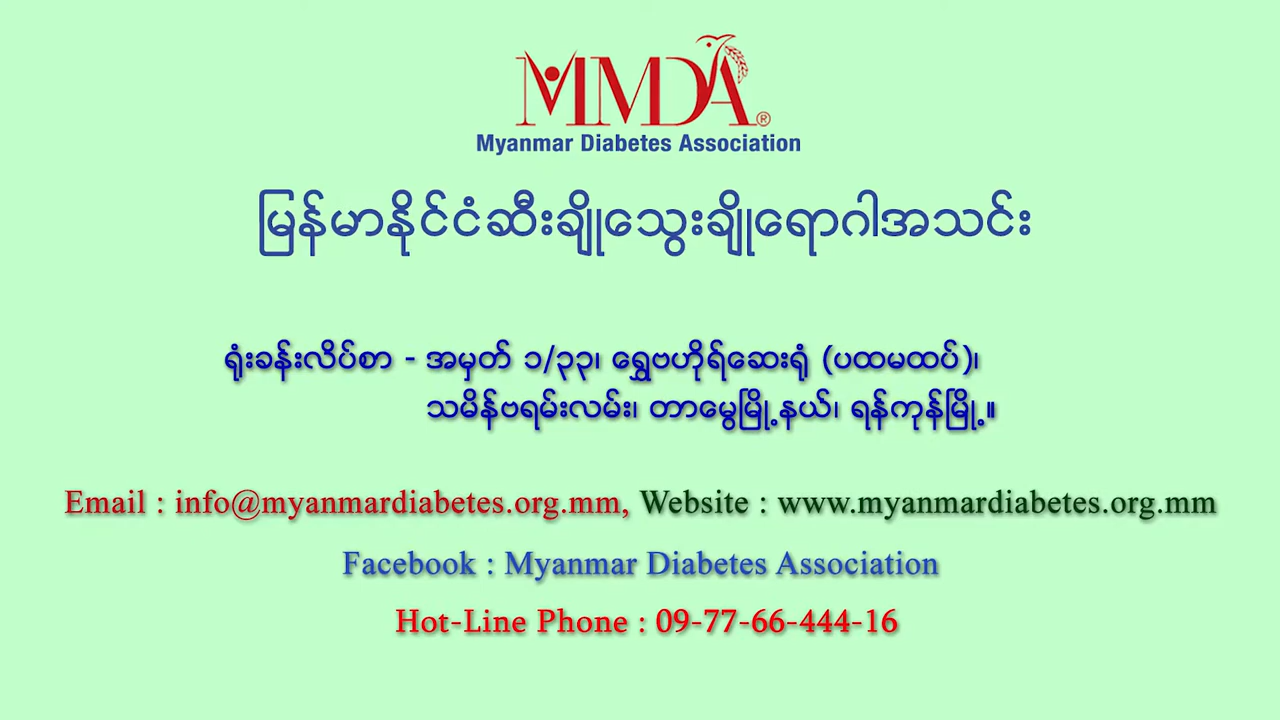 MMDA®
Myanmar Diabetes Association
မြန်မာနိုင်ငံဆီးချိုသွေးချိုရောဂါအသင်း
ရုံးခန်းလိပ်စာ - အမှတ် ၁/၃၃၊ ရွှေဗဟိုရ်ဆေးရုံ (ပထမထပ်)၊
သမိန်ဗရမ်းလမ်း၊ တာမွေမြို့နယ်၊ ရန်ကုန်မြို့။
Email : info@myanmardiabetes.org.mm, Website : www.myanmardiabetes.org.mm
Facebook : Myanmar Diabetes Association
Hot-Line Phone : 09-77-66-444-16